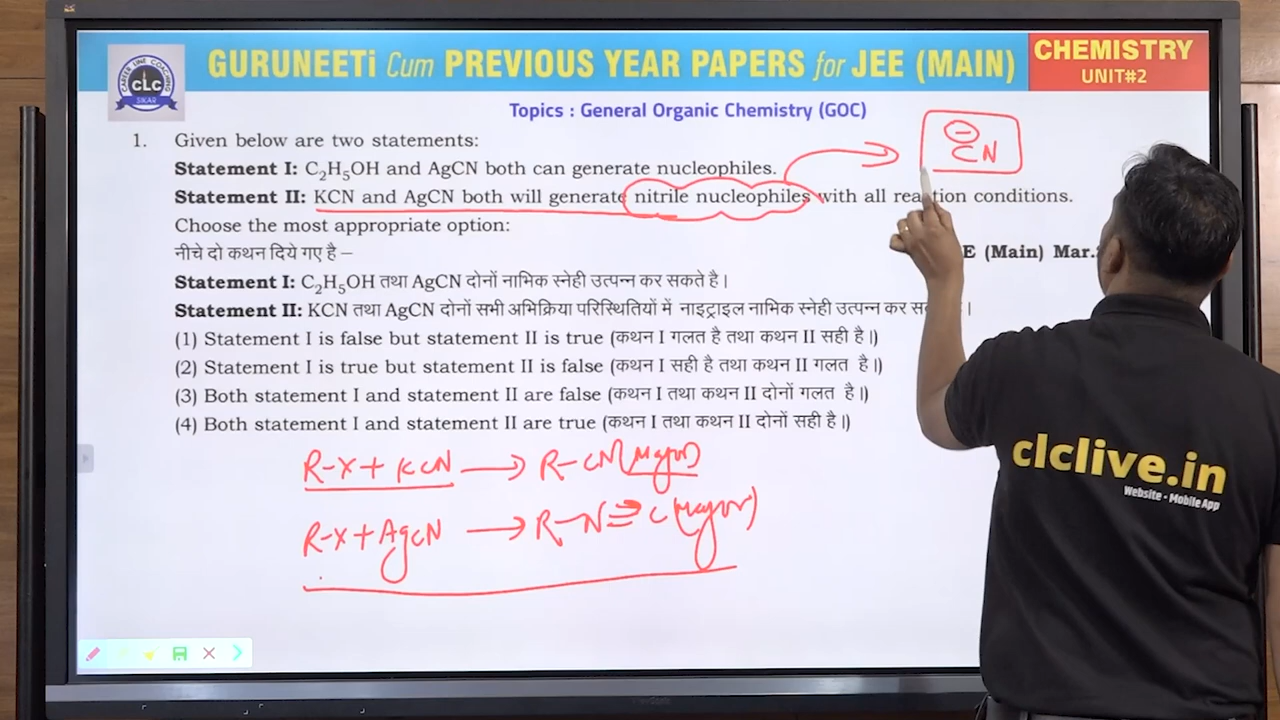 GURUNEETi Cum PREVIOUS YEAR PAPERS for JEE (MAIN)
CHEMISTRY
UNIT#2
CAREER LINE COACHING
CLC
SIKAR
Topics : General Organic Chemistry (GOC)
⊖
CN
1. Given below are two statements:
Statement I: C₂H₅OH and AgCN both can generate nucleophiles.
Statement II: KCN and AgCN both will generate nitrile nucleophiles with all reaction conditions.
Choose the most appropriate option:
नीचे दो कथन दिये गए है –
E (Main) Mar.
Statement I: C₂H₅OH तथा AgCN दोनों नाभिक स्नेही उत्पन्न कर सकते है।
Statement II: KCN तथा AgCN दोनों सभी अभिक्रिया परिस्थितियों में नाइट्राइल नाभिक स्नेही उत्पन्न कर
(1) Statement I is false but statement II is true (कथन I गलत है तथा कथन II सही है।)
(2) Statement I is true but statement II is false (कथन I सही है तथा कथन II गलत है।)
(3) Both statement I and statement II are false (कथन I तथा कथन II दोनों गलत है।)
(4) Both statement I and statement II are true (कथन I तथा कथन II दोनों सही है।)
R-X + KCN → R-CN (Major)
R-X + AgCN → R-N≡C (Major)
clclive.in
Website • Mobile App